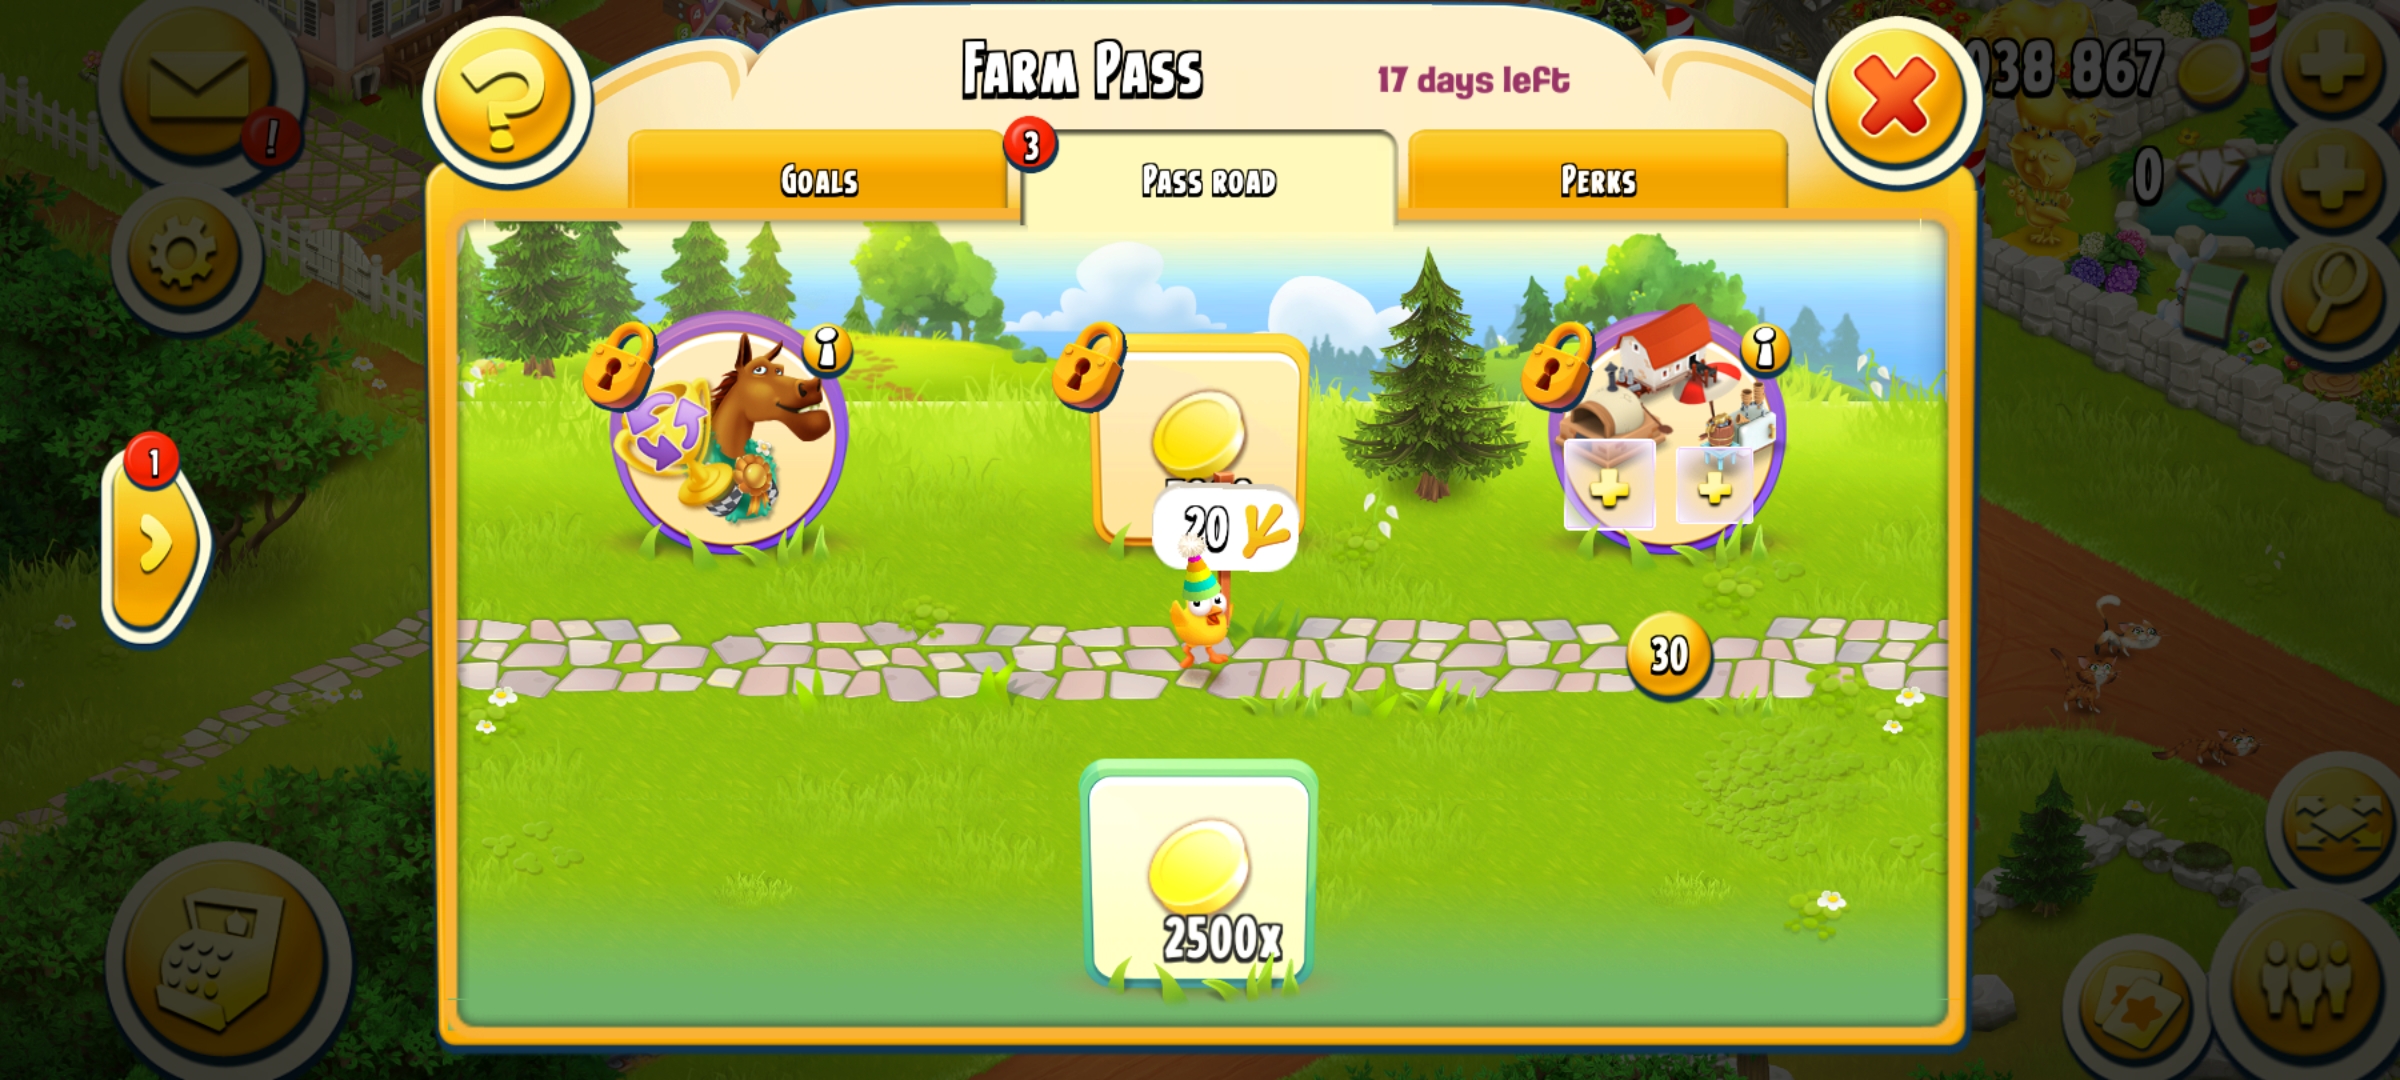 FARM PASS
17 days left
038 867
!
3
GOALS
PASS ROAD
PERKS
0
1
20
30
2500x